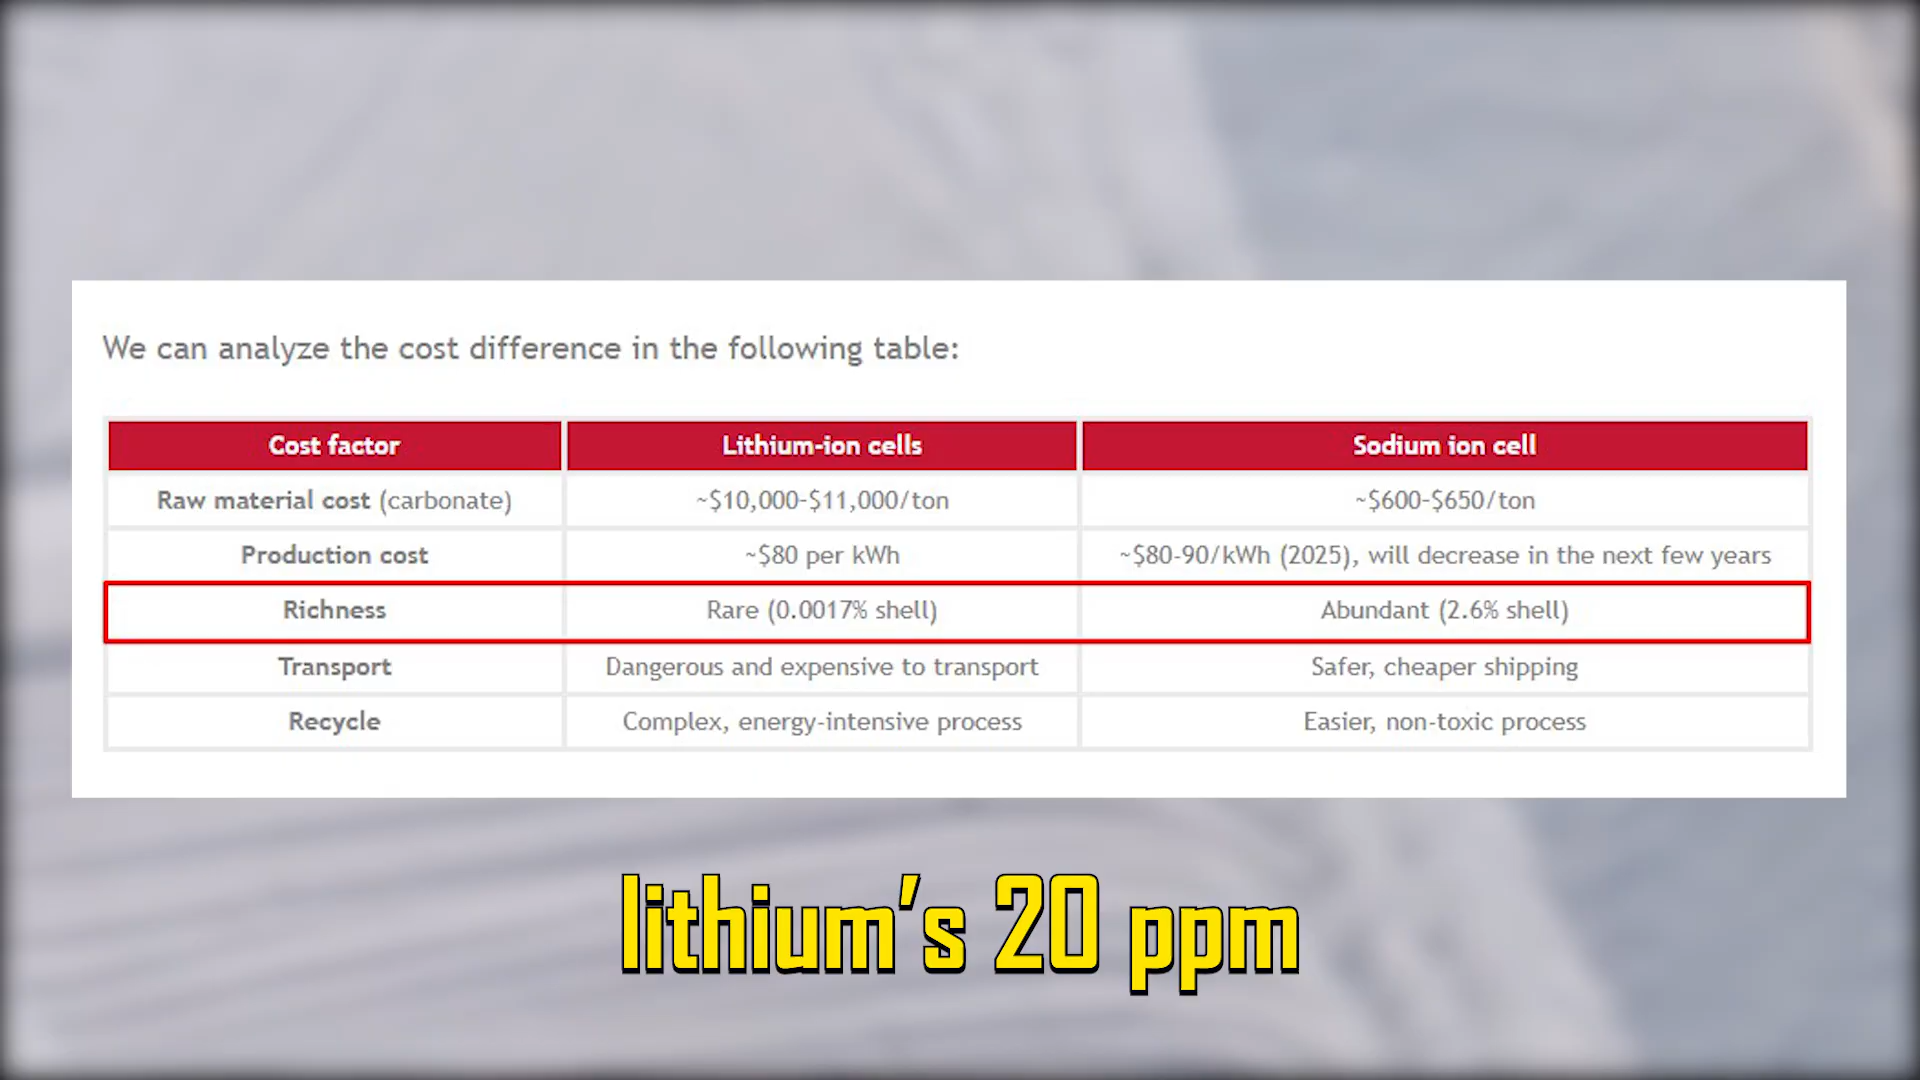 We can analyze the cost difference in the following table:
Cost factor Lithium-ion cells Sodium ion cell
Raw material cost (carbonate) ~$10,000-$11,000/ton ~$600-$650/ton
Production cost ~$80 per kWh ~$80-90/kWh (2025), will decrease in the next few years
Richness Rare (0.0017% shell) Abundant (2.6% shell)
Transport Dangerous and expensive to transport Safer, cheaper shipping
Recycle Complex, energy-intensive process Easier, non-toxic process
lithium's 20 ppm